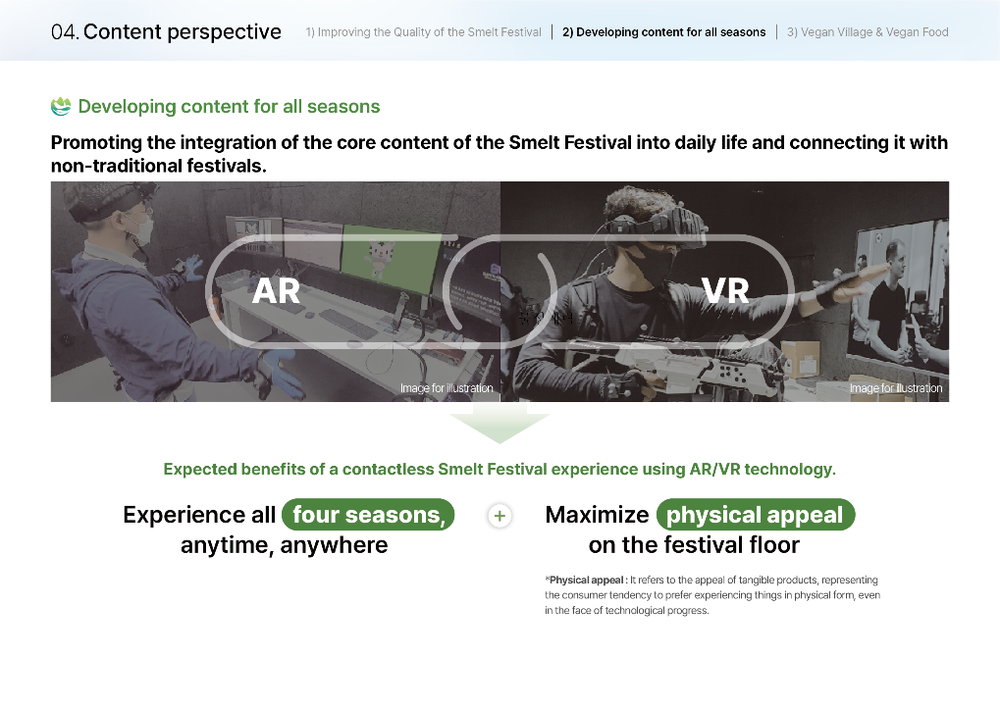 04. Content perspective
1) Improving the Quality of the Smelt Festival | 2) Developing content for all seasons | 3) Vegan Village & Vegan Food
Developing content for all seasons
Promoting the integration of the core content of the Smelt Festival into daily life and connecting it with
non-traditional festivals.
AR
VR
Image for illustration
Image for illustration
Expected benefits of a contactless Smelt Festival experience using AR/VR technology.
Experience all four seasons,
anytime, anywhere
+
Maximize physical appeal
on the festival floor
*Physical appeal : It refers to the appeal of tangible products, representing
the consumer tendency to prefer experiencing things in physical form, even
in the face of technological progress.